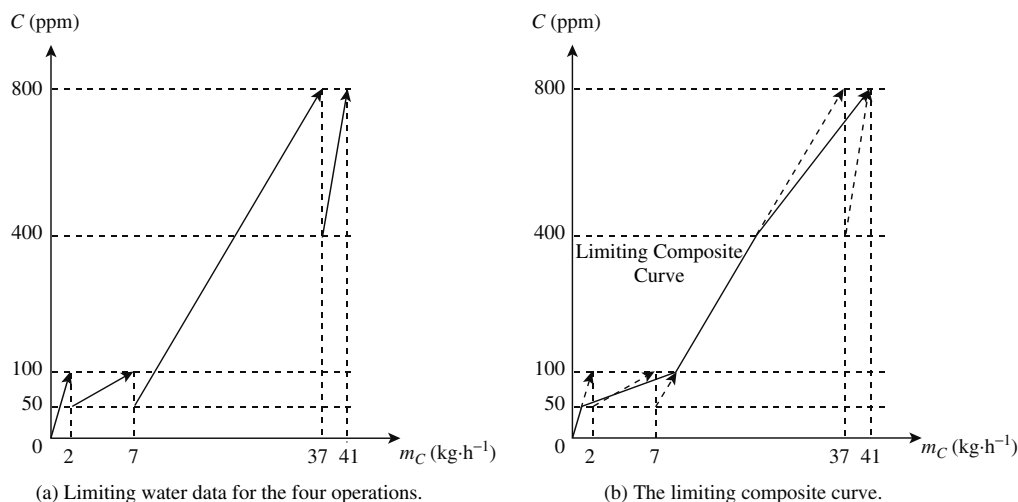 C (ppm)
800
400
100
50
0
2
7
37
41
m_C (kg·h⁻¹)
(a) Limiting water data for the four operations.
C (ppm)
800
400
Limiting Composite
Curve
100
50
0
2
7
37
41
m_C (kg·h⁻¹)
(b) The limiting composite curve.